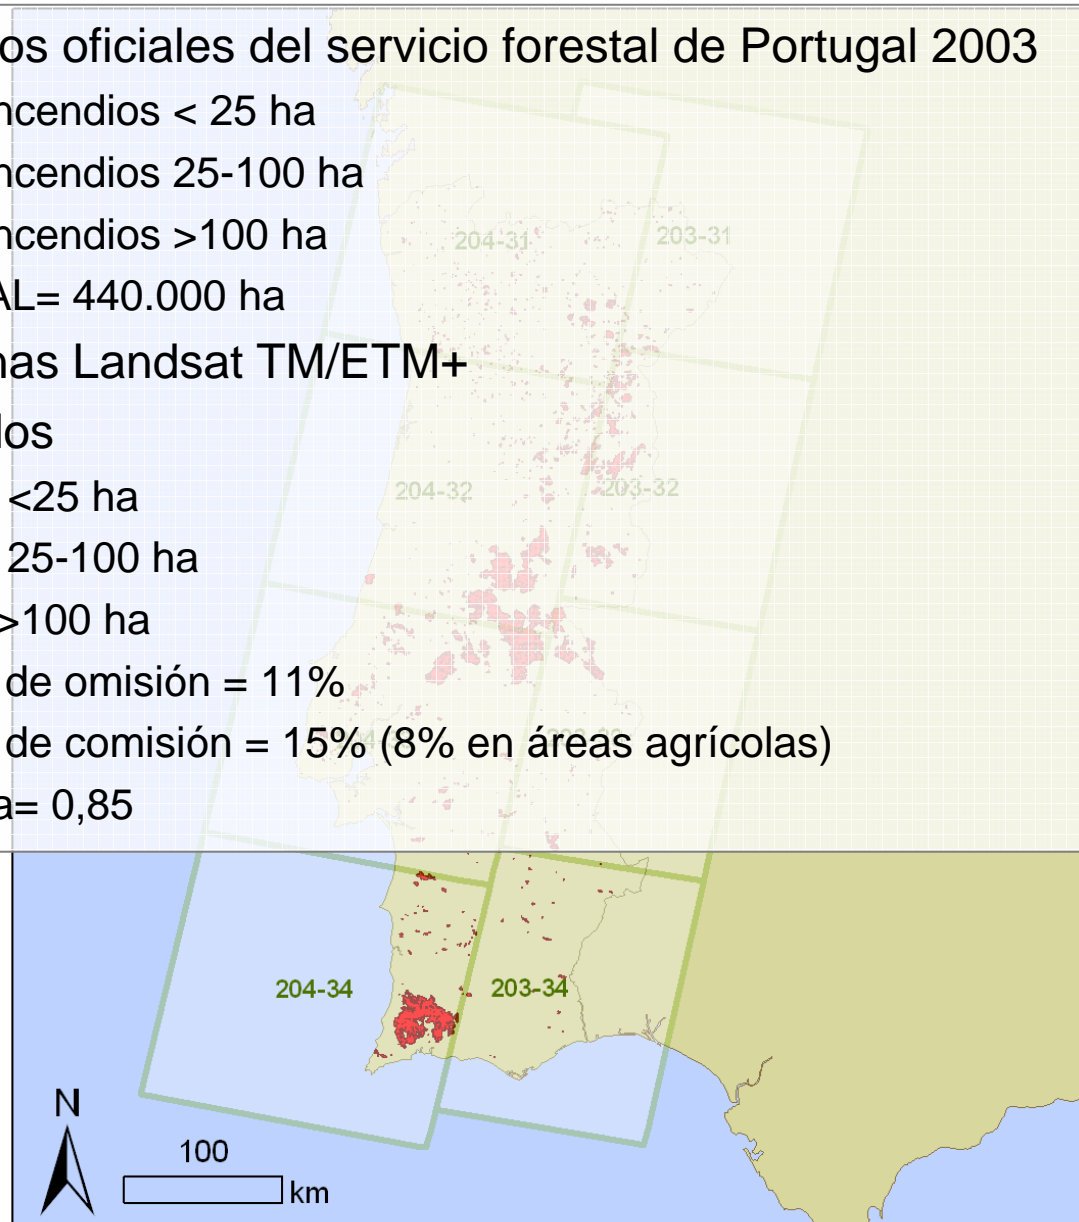 os oficiales del servicio forestal de Portugal 2003
ncendios < 25 ha
ncendios 25-100 ha
ncendios >100 ha
AL= 440.000 ha
nas Landsat TM/ETM+
los
<25 ha
25-100 ha
>100 ha
de omisión = 11%
de comisión = 15% (8% en áreas agrícolas)
a= 0,85
204-31
203-31
204-32
203-32
204-34
203-34
N
100
km